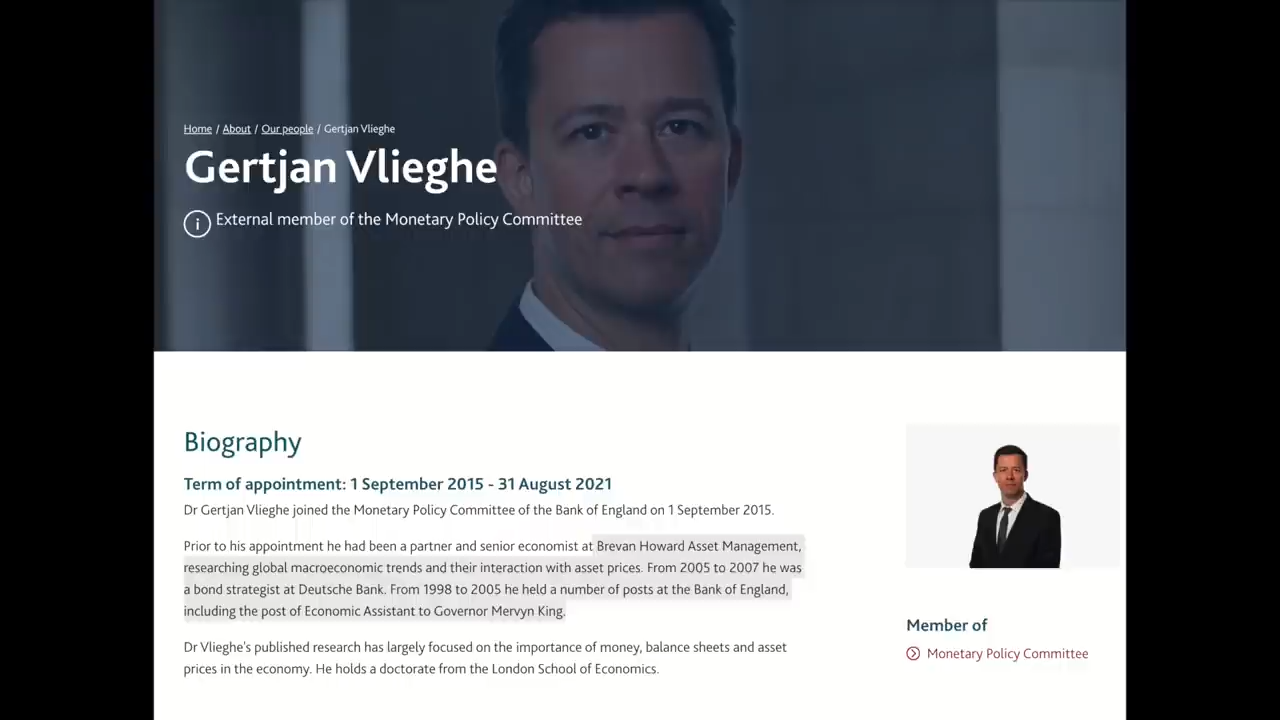 Home / About / Our people / Gertjan Vlieghe
Gertjan Vlieghe
i External member of the Monetary Policy Committee
Biography
Term of appointment: 1 September 2015 - 31 August 2021
Dr Gertjan Vlieghe joined the Monetary Policy Committee of the Bank of England on 1 September 2015.
Prior to his appointment he had been a partner and senior economist at Brevan Howard Asset Management,
researching global macroeconomic trends and their interaction with asset prices. From 2005 to 2007 he was
a bond strategist at Deutsche Bank. From 1998 to 2005 he held a number of posts at the Bank of England,
including the post of Economic Assistant to Governor Mervyn King.
Dr Vlieghe's published research has largely focused on the importance of money, balance sheets and asset
prices in the economy. He holds a doctorate from the London School of Economics.
Member of
Monetary Policy Committee